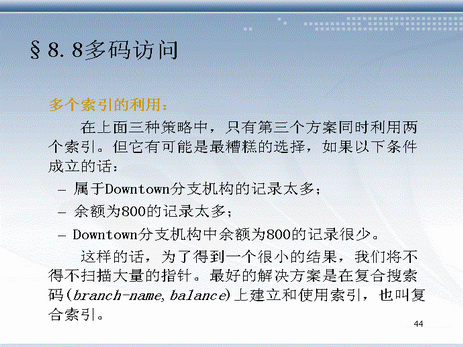 §8.8多码访问
多个索引的利用：
在上面三种策略中，只有第三个方案同时利用两
个索引。但它有可能是最糟糕的选择，如果以下条件
成立的话：
– 属于Downtown分支机构的记录太多；
– 余额为800的记录太多；
– Downtown分支机构中余额为800的记录很少。
这样的话，为了得到一个很小的结果，我们将不
得不扫描大量的指针。最好的解决方案是在复合搜索
码(branch-name,balance)上建立和使用索引，也叫复
合索引。
44